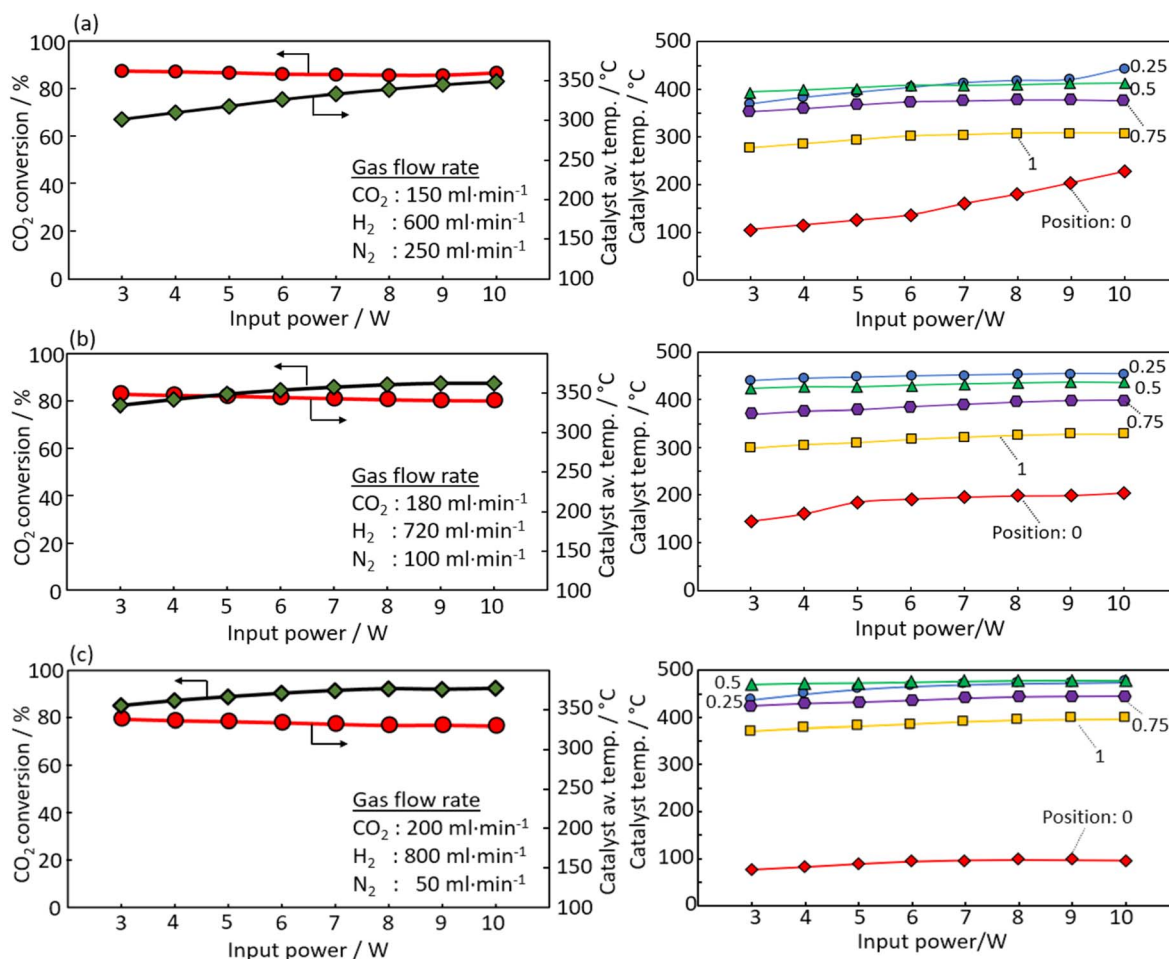 (a)
100
80
60
40
20
0
CO₂ conversion / %
3 4 5 6 7 8 9 10
Input power / W
350
300
250
200
150
100
Catalyst av. temp. / °C
Gas flow rate
CO₂ : 150 ml·min⁻¹
H₂ : 600 ml·min⁻¹
N₂ : 250 ml·min⁻¹
500
400
300
200
100
0
Catalyst temp. / °C
3 4 5 6 7 8 9 10
Input power/W
0.25
0.5
0.75
1
Position: 0
(b)
100
80
60
40
20
0
CO₂ conversion / %
3 4 5 6 7 8 9 10
Input power / W
350
300
250
200
150
100
Catalyst av. temp. / °C
Gas flow rate
CO₂ : 180 ml·min⁻¹
H₂ : 720 ml·min⁻¹
N₂ : 100 ml·min⁻¹
500
400
300
200
100
0
Catalyst temp. / °C
3 4 5 6 7 8 9 10
Input power/W
0.25
0.5
0.75
1
Position: 0
(c)
100
80
60
40
20
0
CO₂ conversion / %
3 4 5 6 7 8 9 10
Input power / W
350
300
250
200
150
100
Catalyst av. temp. / °C
Gas flow rate
CO₂ : 200 ml·min⁻¹
H₂ : 800 ml·min⁻¹
N₂ : 50 ml·min⁻¹
500
400
300
200
100
0
Catalyst temp. / °C
3 4 5 6 7 8 9 10
Input power/W
0.5
0.25
0.75
1
Position: 0